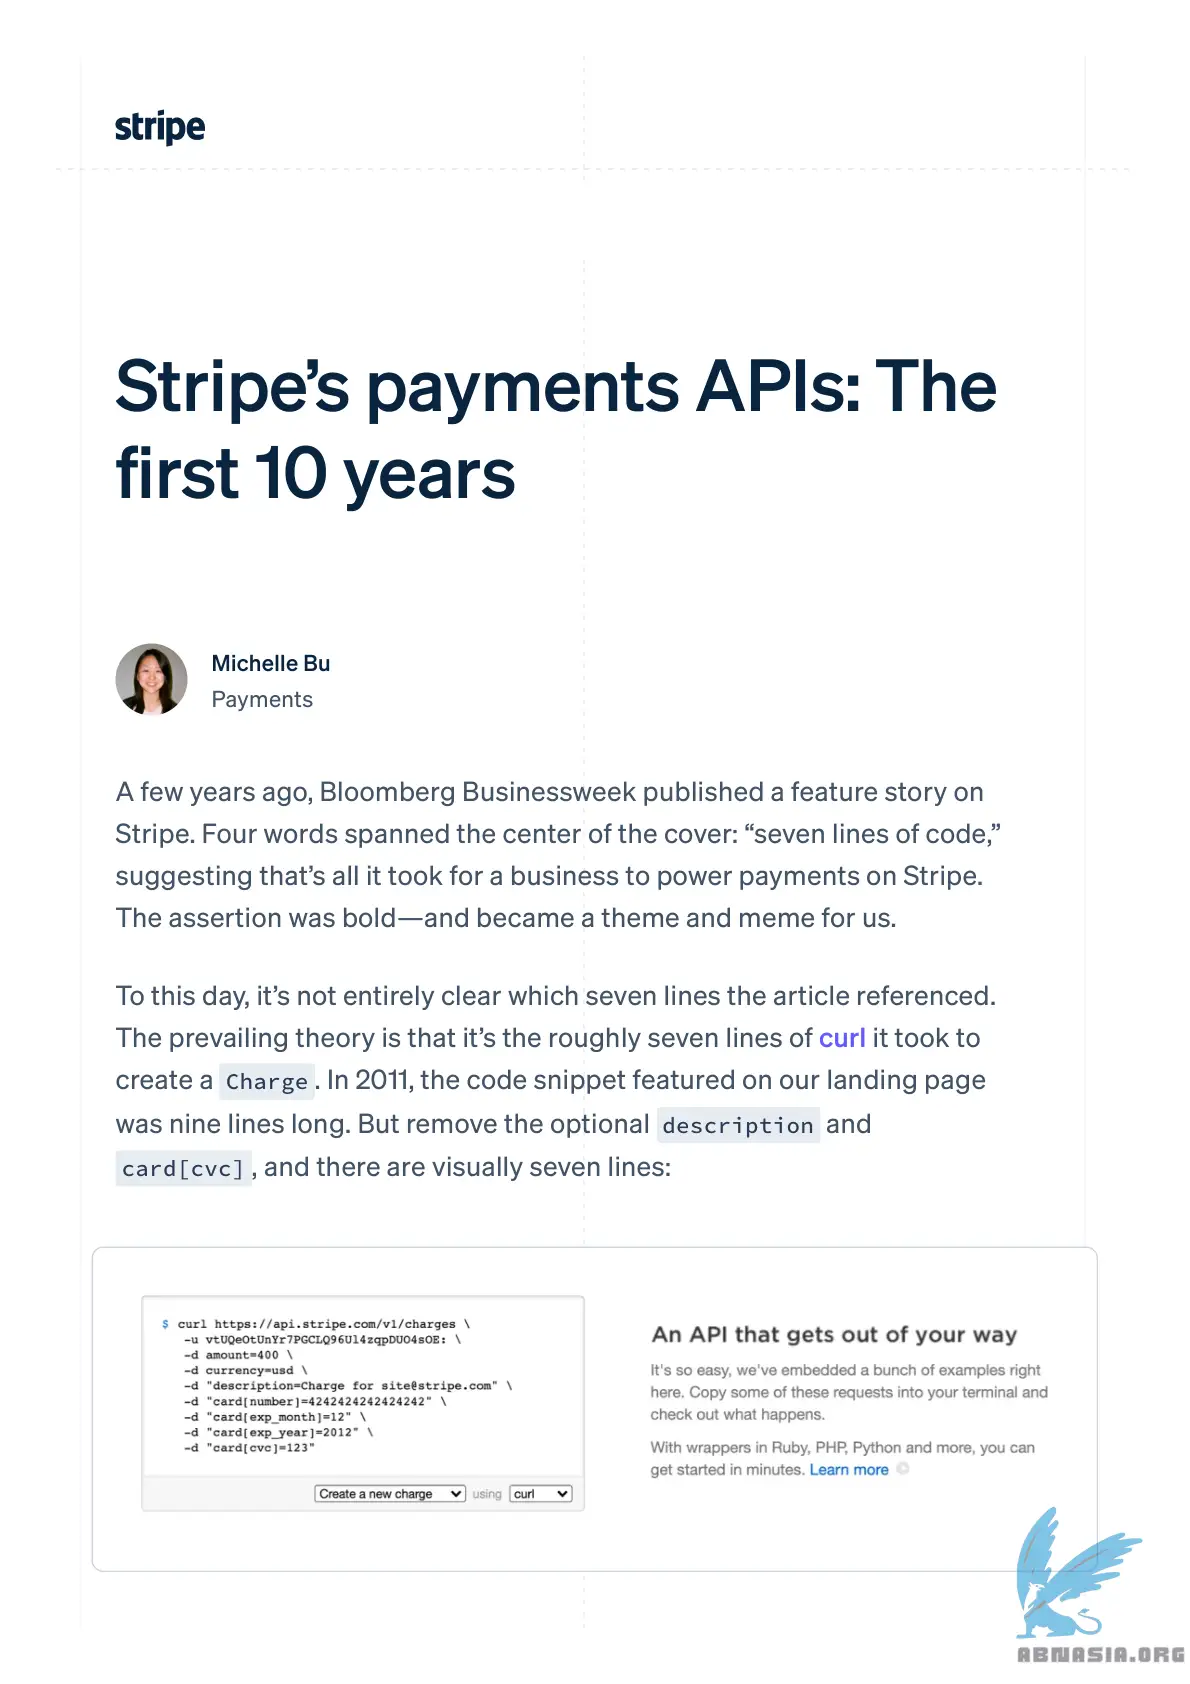 stripe
Stripe’s payments APIs: The
first 10 years
Michelle Bu
Payments
A few years ago, Bloomberg Businessweek published a feature story on
Stripe. Four words spanned the center of the cover: “seven lines of code,”
suggesting that’s all it took for a business to power payments on Stripe.
The assertion was bold—and became a theme and meme for us.
To this day, it’s not entirely clear which seven lines the article referenced.
The prevailing theory is that it’s the roughly seven lines of curl it took to
create a Charge. In 2011, the code snippet featured on our landing page
was nine lines long. But remove the optional description and
card[cvc], and there are visually seven lines:
$ curl https://api.stripe.com/v1/charges \
-u vtUQeOtUnYr7PGCLQ96Ul4zqpDUO4sOE: \
-d amount=400 \
-d currency=usd \
-d "description=Charge for site@stripe.com" \
-d "card[number]=4242424242424242" \
-d "card[exp_month]=12" \
-d "card[exp_year]=2012" \
-d "card[cvc]=123"
Create a new charge using curl
An API that gets out of your way
It's so easy, we've embedded a bunch of examples right
here. Copy some of these requests into your terminal and
check out what happens.
With wrappers in Ruby, PHP, Python and more, you can
get started in minutes. Learn more
ABNASIA.ORG